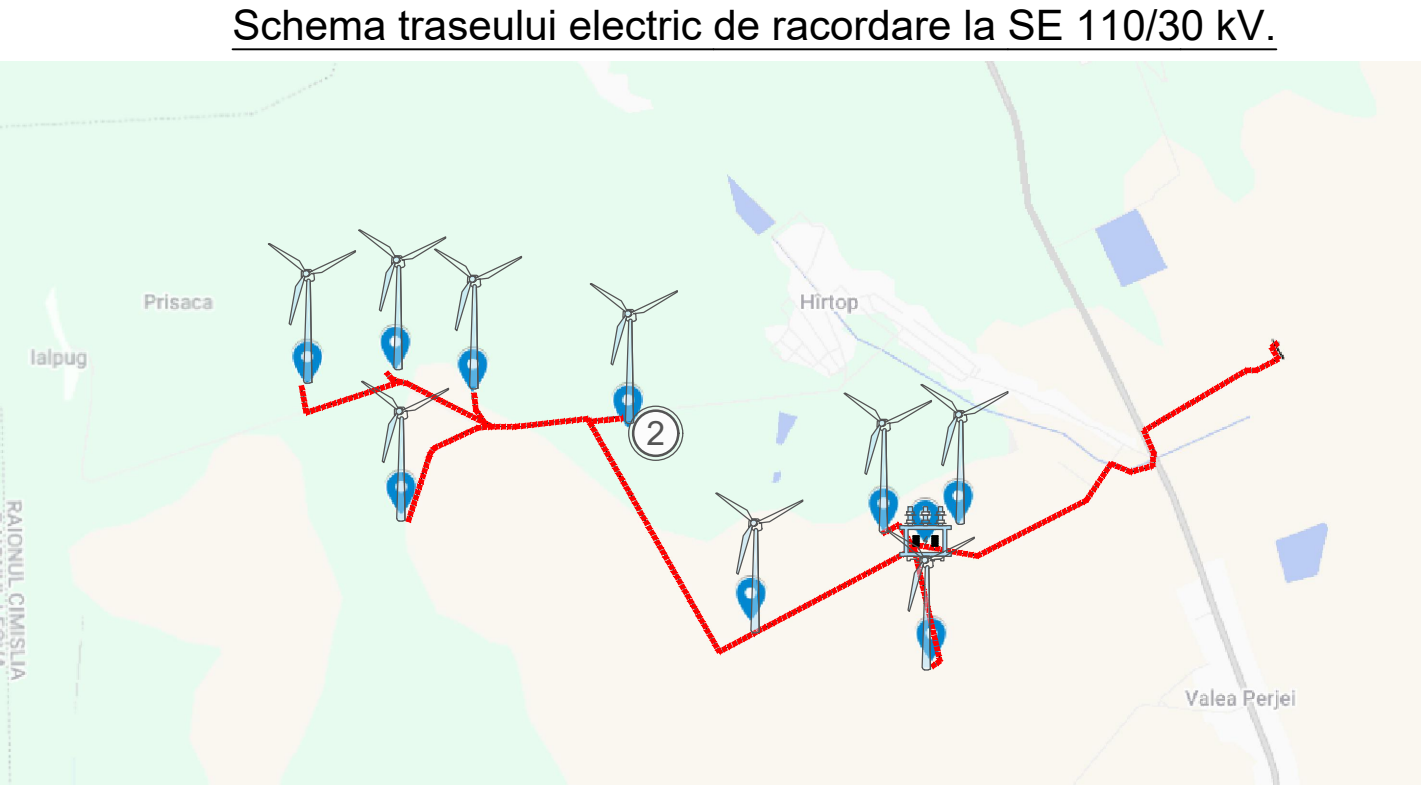 Schema traseului electric de racordare la SE 110/30 kV.
Prisaca
Hîrtop
Ialpug
2
RAIONUL CIMISLIA
Valea Perjei